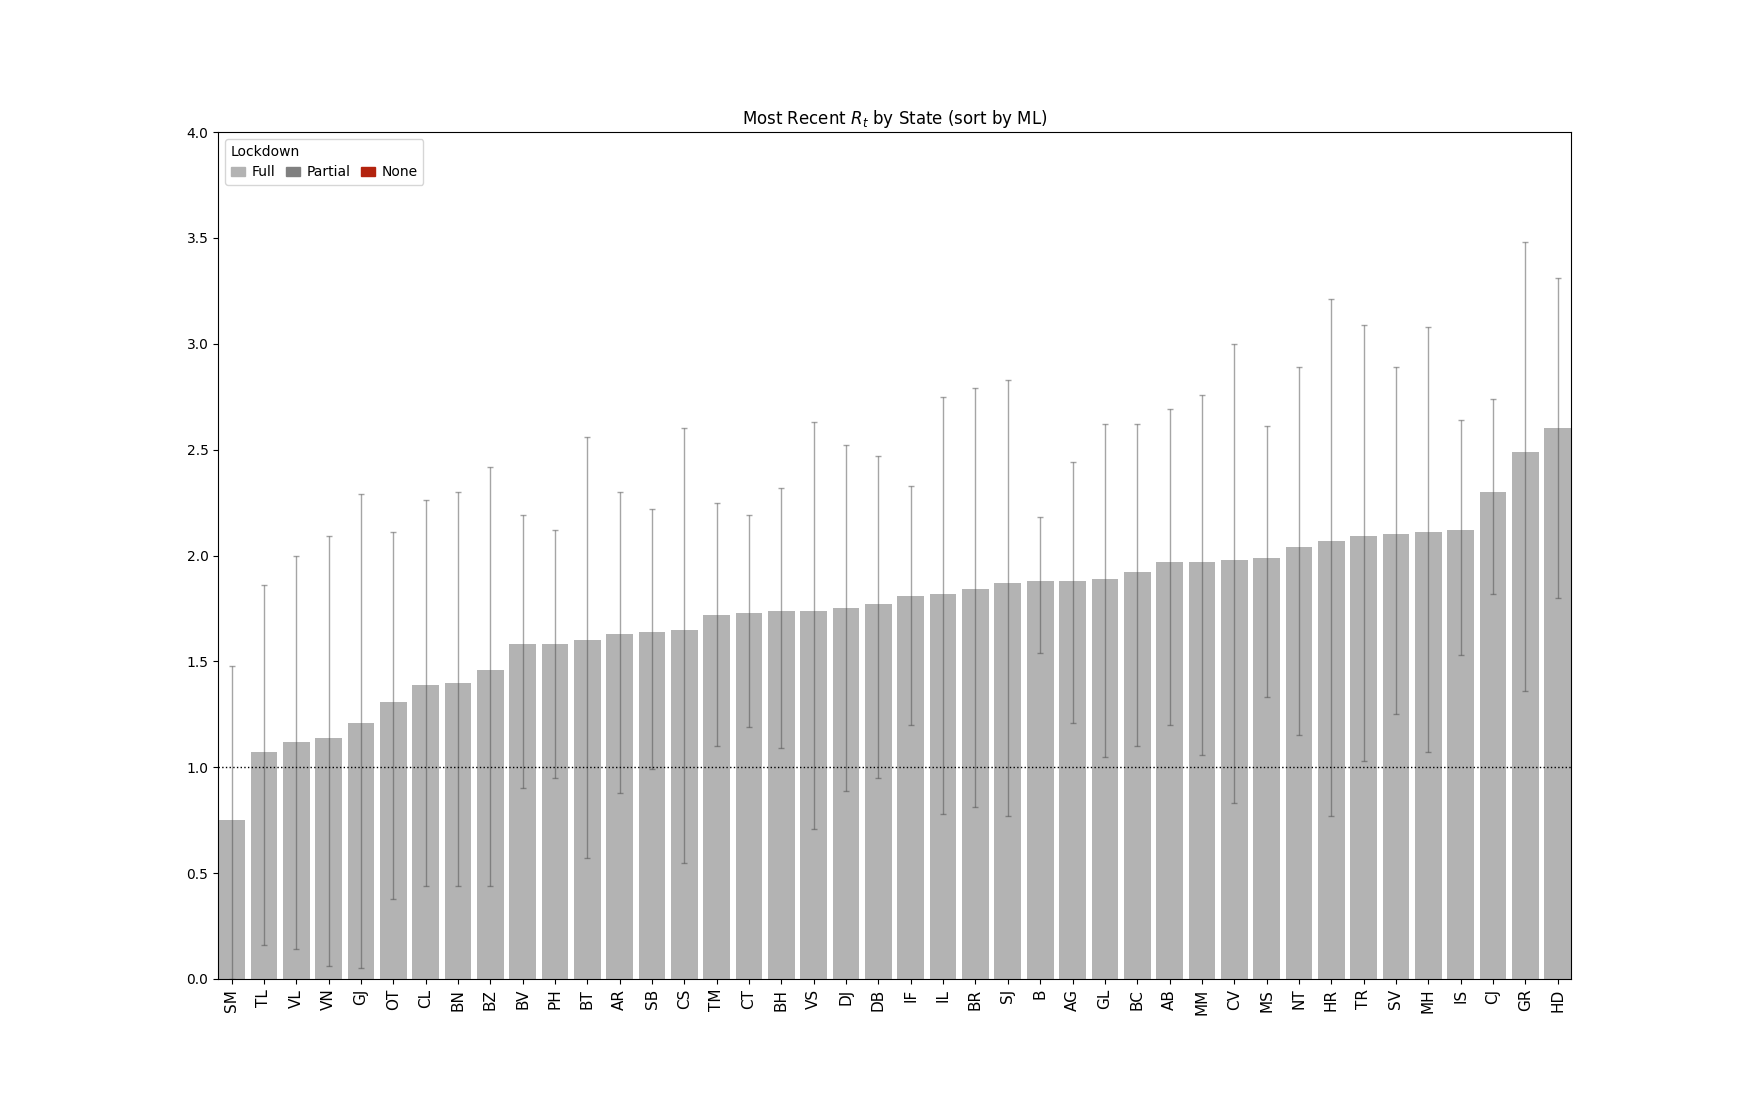 Most Recent Rt by State (sort by ML)
4.0
Lockdown
Full Partial None
3.5
3.0
2.5
2.0
1.5
1.0
0.5
0.0
SM TL VL VN GJ OT CL BN BZ BV PH BT AR SB CS TM CT BH VS DJ DB IF IL BR SJ B AG GL BC AB MM CV MS NT HR TR SV MH IS CJ GR HD